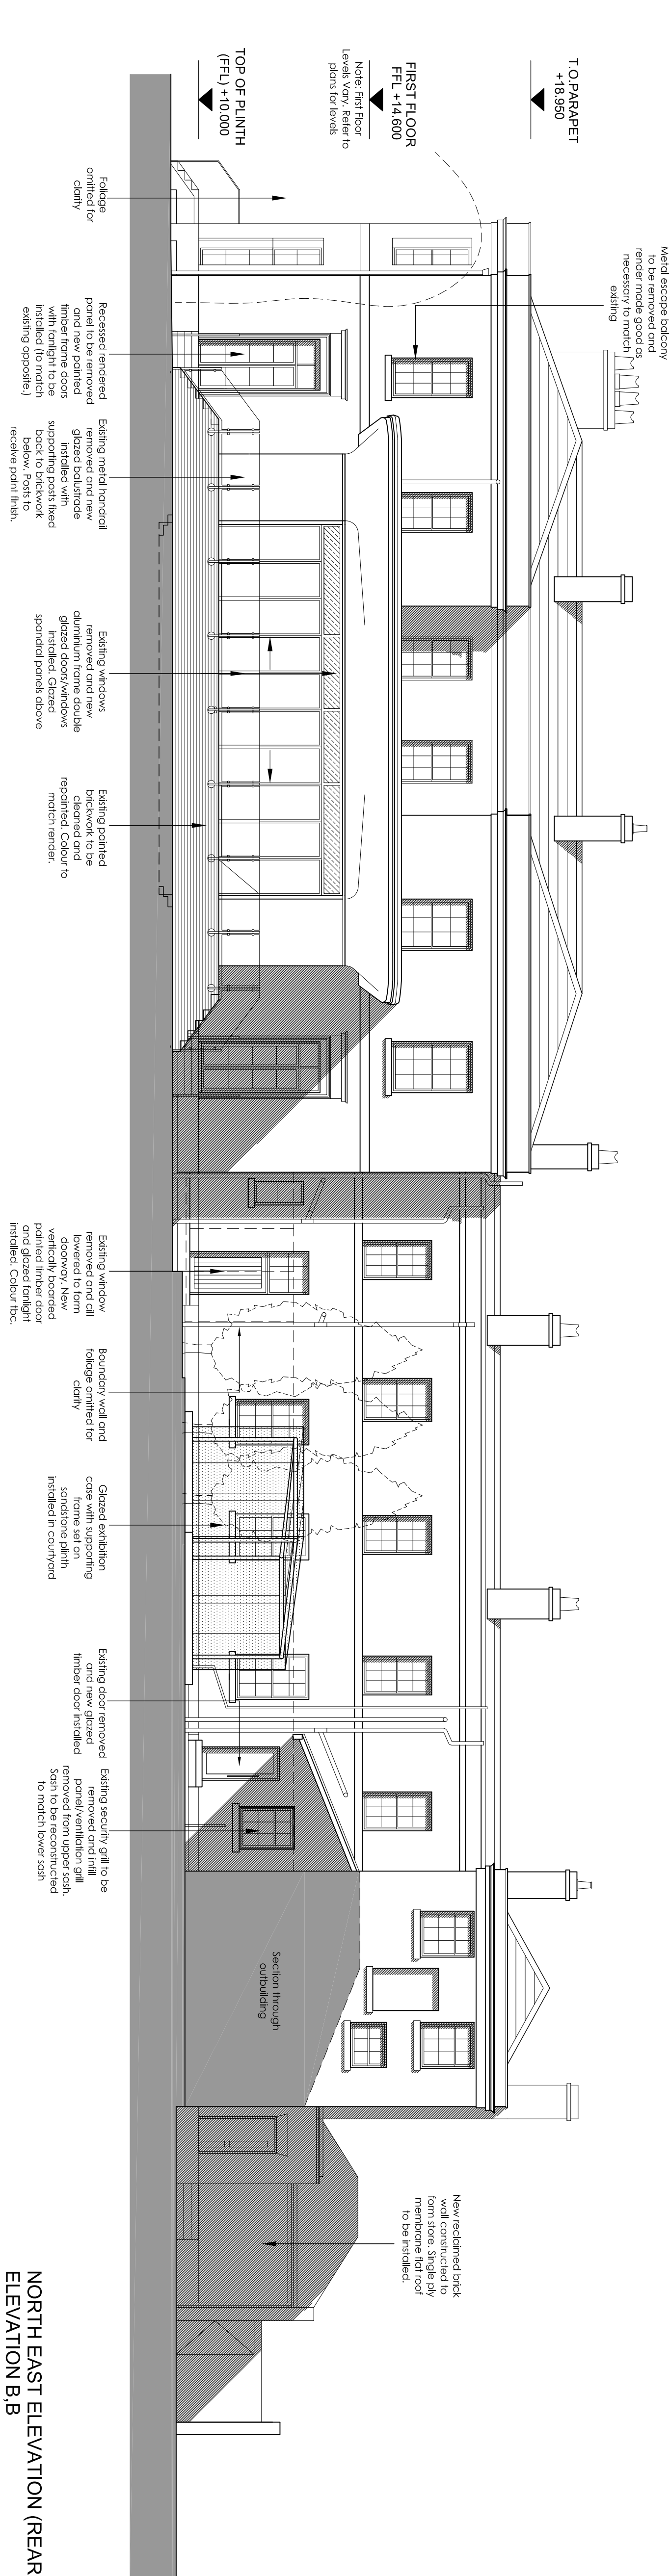 T.O.PARAPET
+18.950
FIRST FLOOR
FFL +14.600
Note: First Floor
Levels Vary. Refer to
plans for levels
TOP OF PLINTH
(FFL) +10.000
Metal escape balcony
to be removed and
render made good as
necessary to match
existing
Foliage
omitted for
clarity
Recessed rendered
panel to be removed
and new painted
timber frame doors
with fanlight to be
installed (to match
existing opposite.)
Existing metal handrail
removed and new
glazed balustrade
installed with
supporting posts fixed
back to brickwork
below. Posts to
receive paint finish.
Existing windows
removed and new
aluminium frame double
glazed doors/windows
installed. Glazed
spandral panels above
Existing painted
brickwork to be
cleaned and
repainted. Colour to
match render.
Existing window
removed and cill
lowered to form
doorway. New
vertically boarded
painted timber door
and glazed fanlight
installed. Colour tbc.
Boundary wall and
foliage omitted for
clarity
Glazed exhibition
case with supporting
frame set on
sandstone plinth
installed in courtyard
Existing door removed
and new glazed
timber door installed
Existing security grill to be
removed and infill
panel/ventilation grill
removed from upper sash.
Sash to be reconstructed
to match lower sash
Section through
outbuilding
New reclaimed brick
wall constructed to
form store. Single ply
membrane flat roof
to be installed.
NORTH EAST ELEVATION (REAR
ELEVATION B,B